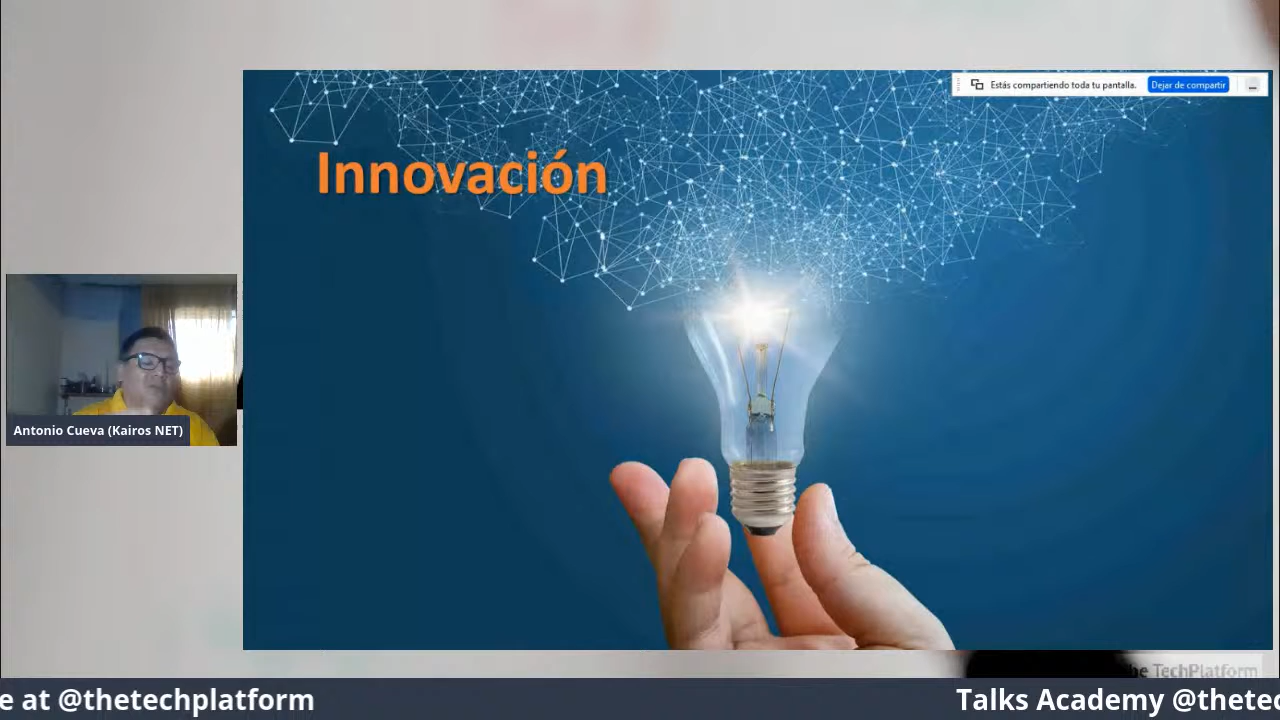 Estás compartiendo toda tu pantalla. Dejar de compartir
Innovación
Antonio Cueva (Kairos NET)
he TechPlatform
e at @thetechplatform
Talks Academy @thetec